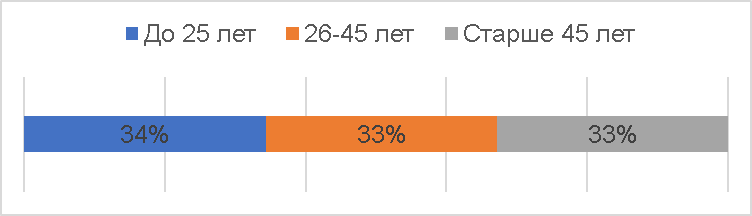 До 25 лет 26-45 лет Старше 45 лет
34% 33% 33%